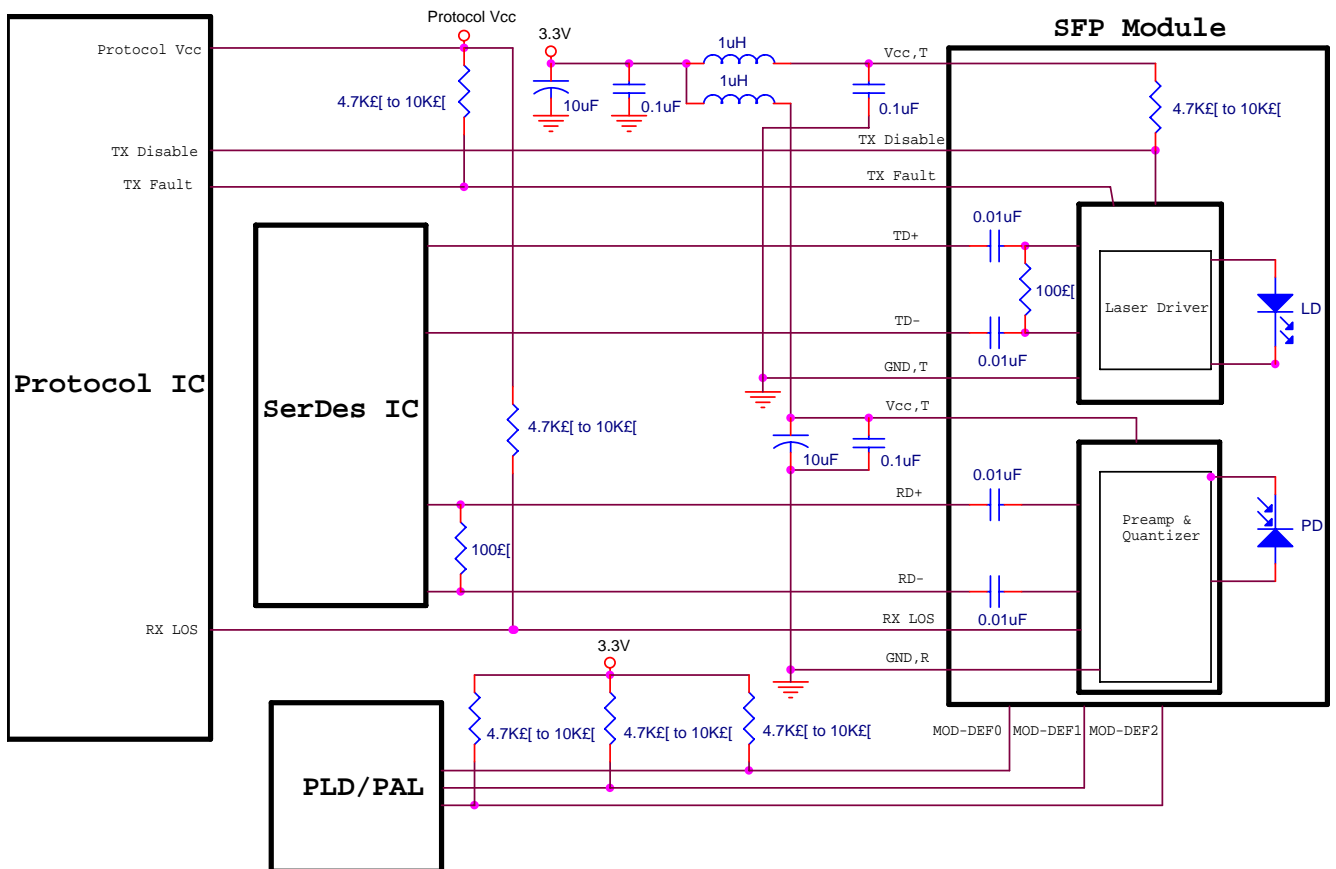 Protocol Vcc
SFP Module
Protocol Vcc
3.3V
1uH
Vcc,T
1uH
4.7K£[ to 10K£[
10uF
0.1uF
0.1uF
4.7K£[ to 10K£[
TX Disable
TX Disable
TX Fault
TX Fault
0.01uF
TD+
100£[
Laser Driver
LD
TD-
0.01uF
GND,T
Protocol IC
SerDes IC
Vcc,T
4.7K£[ to 10K£[
10uF
0.1uF
0.01uF
RD+
Preamp &
Quantizer
PD
100£[
RD-
RX LOS
RX LOS
0.01uF
3.3V
GND,R
4.7K£[ to 10K£[
4.7K£[ to 10K£[
4.7K£[ to 10K£[
MOD-DEF0
MOD-DEF1
MOD-DEF2
PLD/PAL